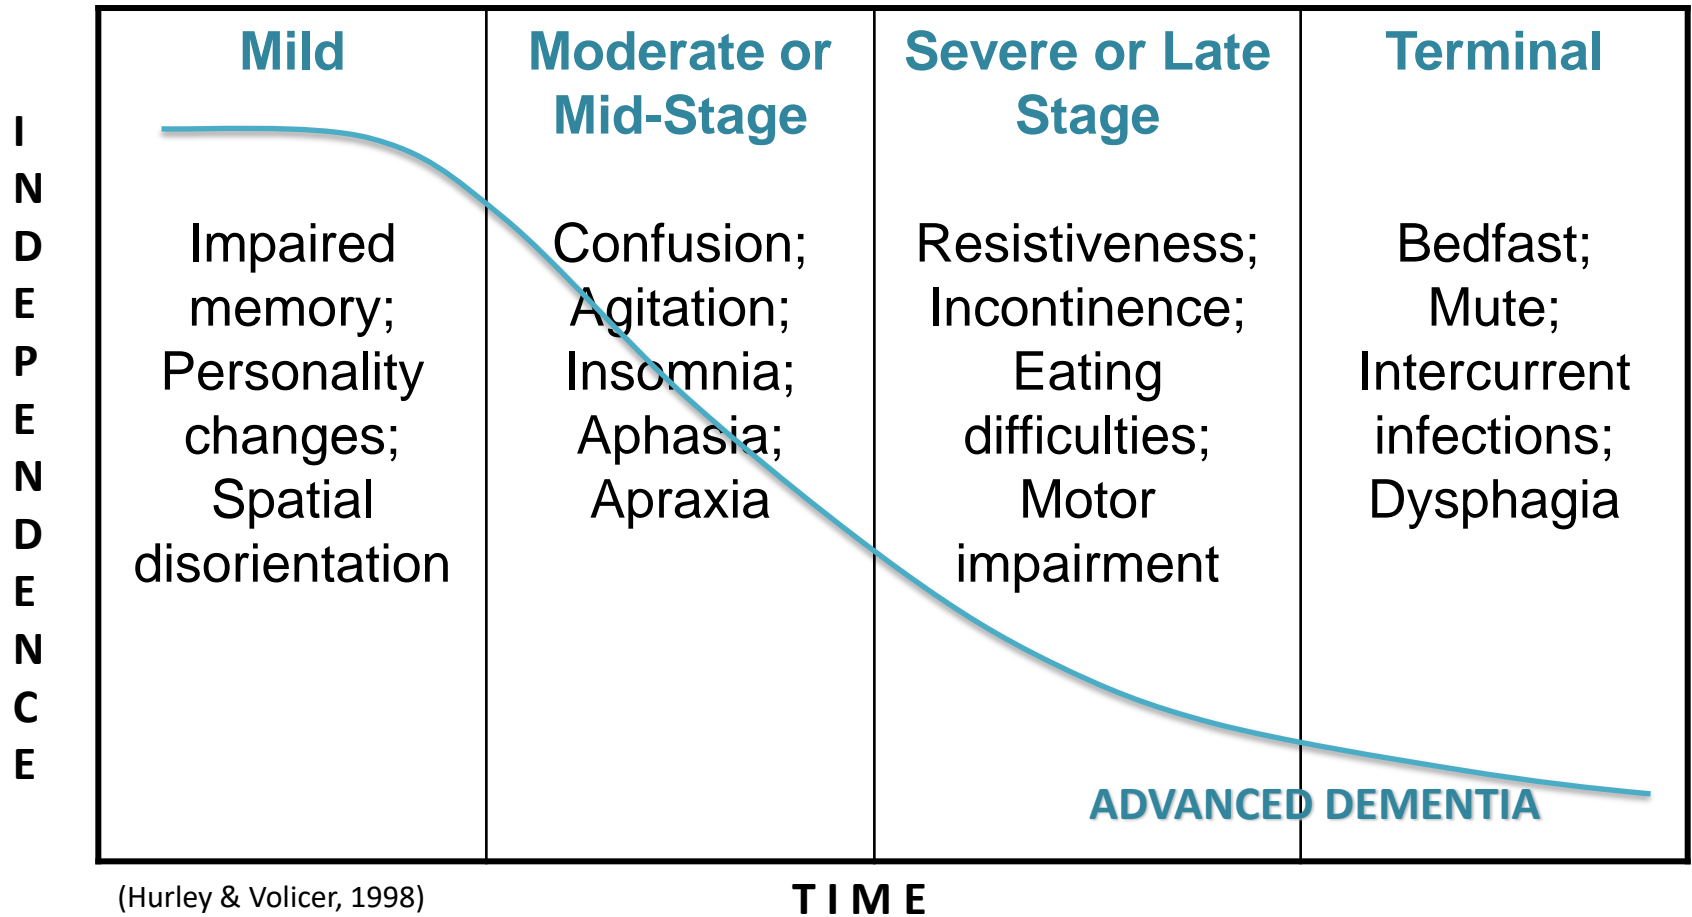 INDEPENDENCE
Mild
Impaired
memory;
Personality
changes;
Spatial
disorientation
Moderate or
Mid-Stage
Confusion;
Agitation;
Insomnia;
Aphasia;
Apraxia
Severe or Late
Stage
Resistiveness;
Incontinence;
Eating
difficulties;
Motor
impairment
Terminal
Bedfast;
Mute;
Intercurrent
infections;
Dysphagia
ADVANCED DEMENTIA
(Hurley & Volicer, 1998)
TIME